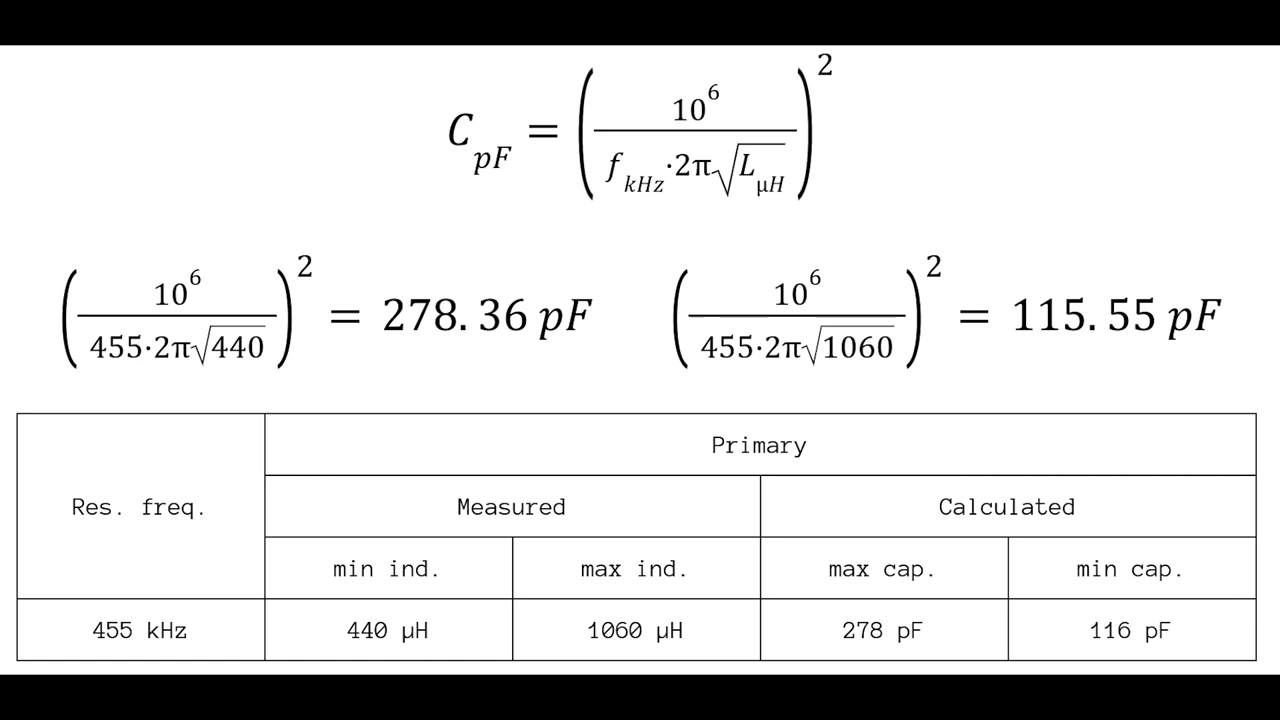 C_pF = (10^6 / (f_kHz·2π√L_μH))^2
(10^6 / (455·2π√440))^2 = 278.36 pF
(10^6 / (455·2π√1060))^2 = 115.55 pF
Primary
Res. freq.
Measured
Calculated
min ind.
max ind.
max cap.
min cap.
455 kHz
440 μH
1060 μH
278 pF
116 pF